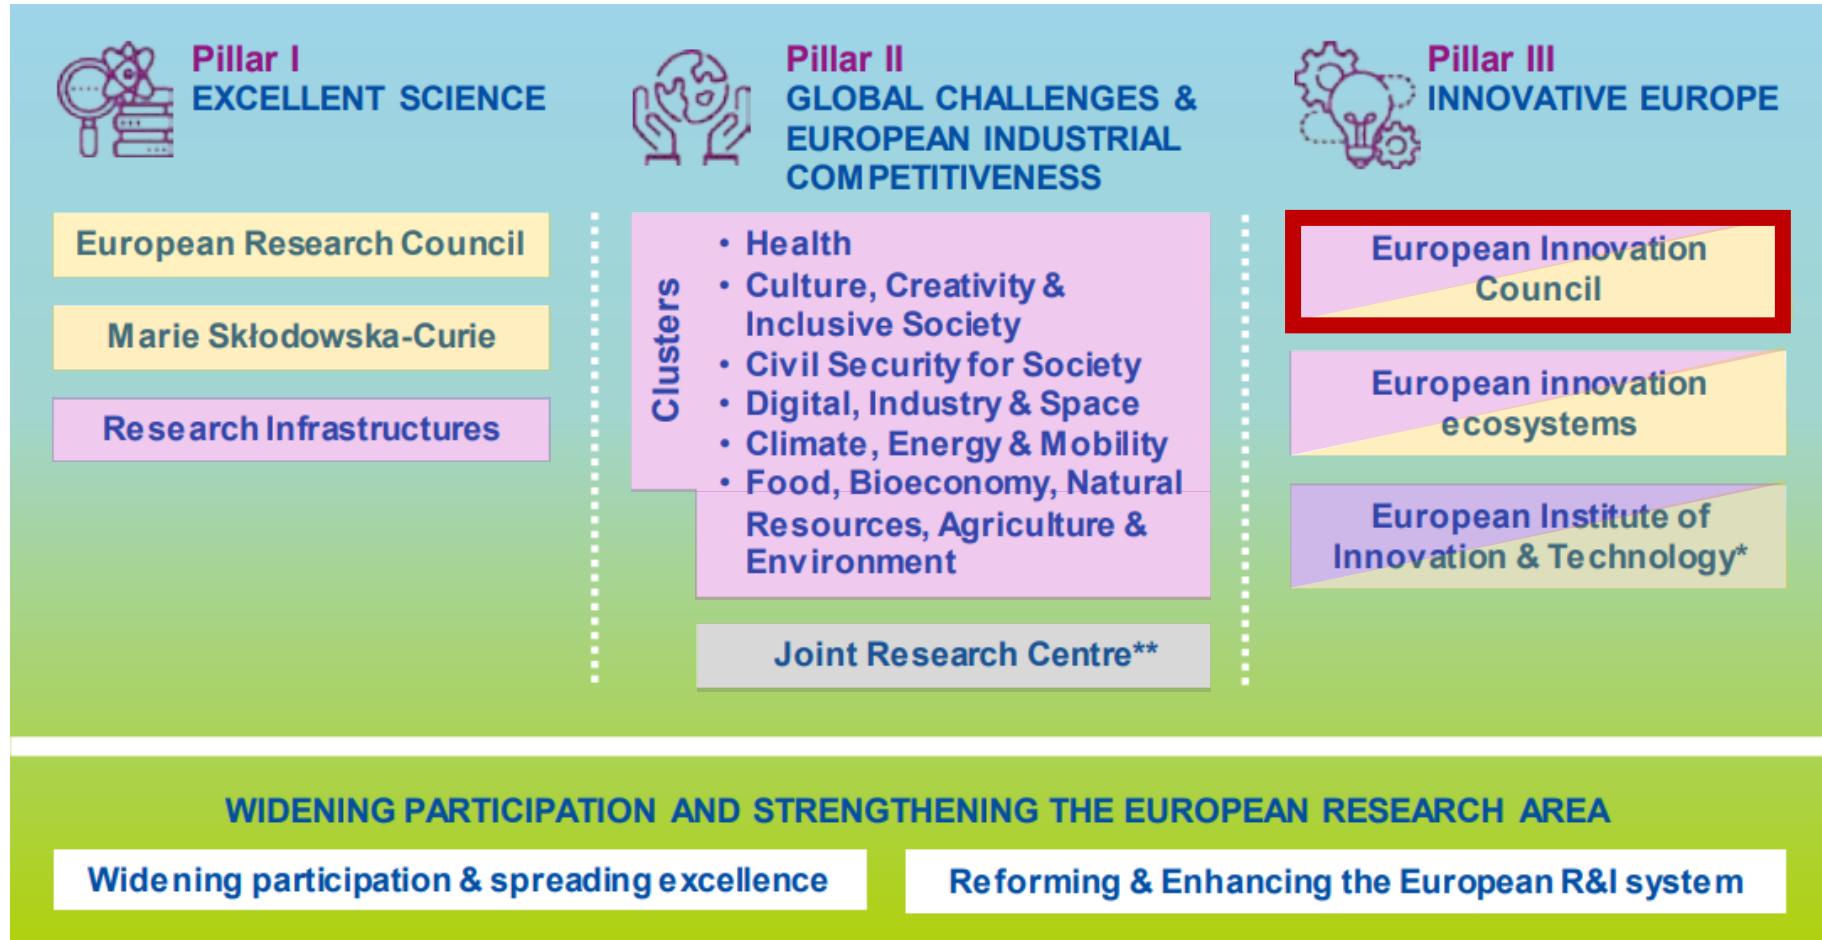 Pillar I
EXCELLENT SCIENCE
European Research Council
Marie Skłodowska-Curie
Research Infrastructures
Pillar II
GLOBAL CHALLENGES &
EUROPEAN INDUSTRIAL
COMPETITIVENESS
Clusters
• Health
• Culture, Creativity &
Inclusive Society
• Civil Security for Society
• Digital, Industry & Space
• Climate, Energy & Mobility
• Food, Bioeconomy, Natural
Resources, Agriculture &
Environment
Joint Research Centre**
Pillar III
INNOVATIVE EUROPE
European Innovation
Council
European innovation
ecosystems
European Institute of
Innovation & Technology*
WIDENING PARTICIPATION AND STRENGTHENING THE EUROPEAN RESEARCH AREA
Widening participation & spreading excellence
Reforming & Enhancing the European R&I system